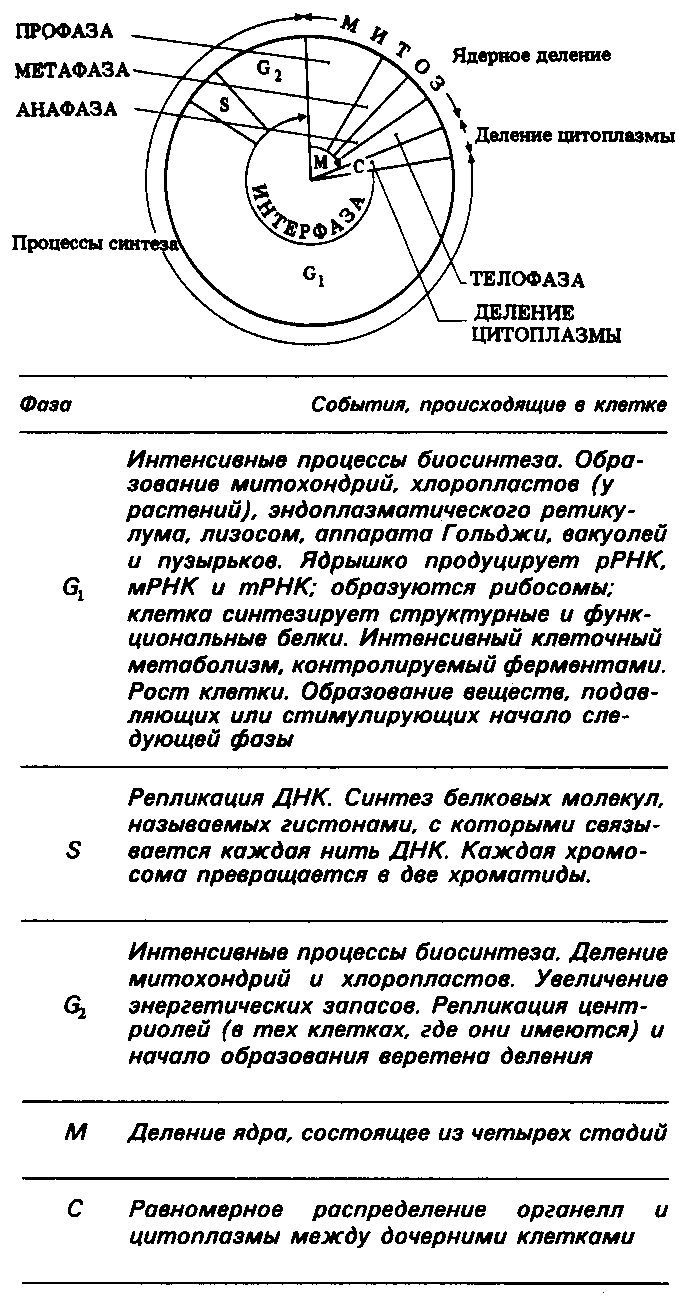 ПРОФАЗА
МЕТАФАЗА
АНАФАЗА
МИТОЗ
Ядерное деление
Деление цитоплазмы
G2
S
М
С
ИНТЕРФАЗА
Процессы синтеза
G1
ТЕЛОФАЗА
ДЕЛЕНИЕ
ЦИТОПЛАЗМЫ
Фаза События, происходящие в клетке
Интенсивные процессы биосинтеза. Обра-
зование митохондрий, хлоропластов (у
растений), эндоплазматического ретику-
лума, лизосом, аппарата Гольджи, вакуолей
и пузырьков. Ядрышко продуцирует рРНК,
G1 мРНК и тРНК; образуются рибосомы;
клетка синтезирует структурные и функ-
циональные белки. Интенсивный клеточный
метаболизм, контролируемый ферментами.
Рост клетки. Образование веществ, подав-
ляющих или стимулирующих начало сле-
дующей фазы
Репликация ДНК. Синтез белковых молекул,
называемых гистонами, с которыми связы-
S вается каждая нить ДНК. Каждая хромо-
сома превращается в две хроматиды.
Интенсивные процессы биосинтеза. Деление
митохондрий и хлоропластов. Увеличение
G2 энергетических запасов. Репликация цент-
риолей (в тех клетках, где они имеются) и
начало образования веретена деления
М Деление ядра, состоящее из четырех стадий
С Равномерное распределение органелл и
цитоплазмы между дочерними клетками